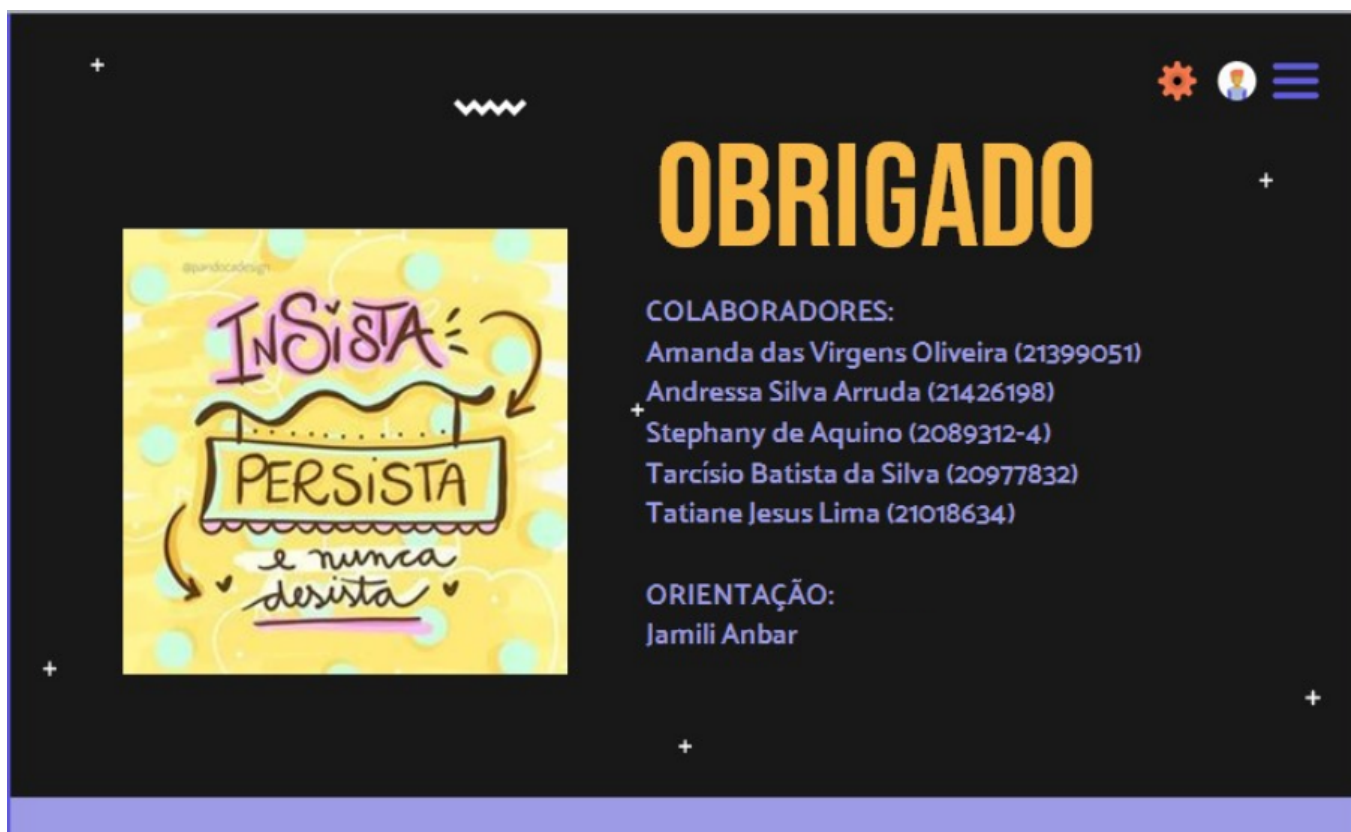 OBRIGADO
@pandocadesign
INSiSTA
PERSiSTA
e nunca
desista
COLABORADORES:
Amanda das Virgens Oliveira (21399051)
Andressa Silva Arruda (21426198)
Stephany de Aquino (2089312-4)
Tarcísio Batista da Silva (20977832)
Tatiane Jesus Lima (21018634)
ORIENTAÇÃO:
Jamili Anbar